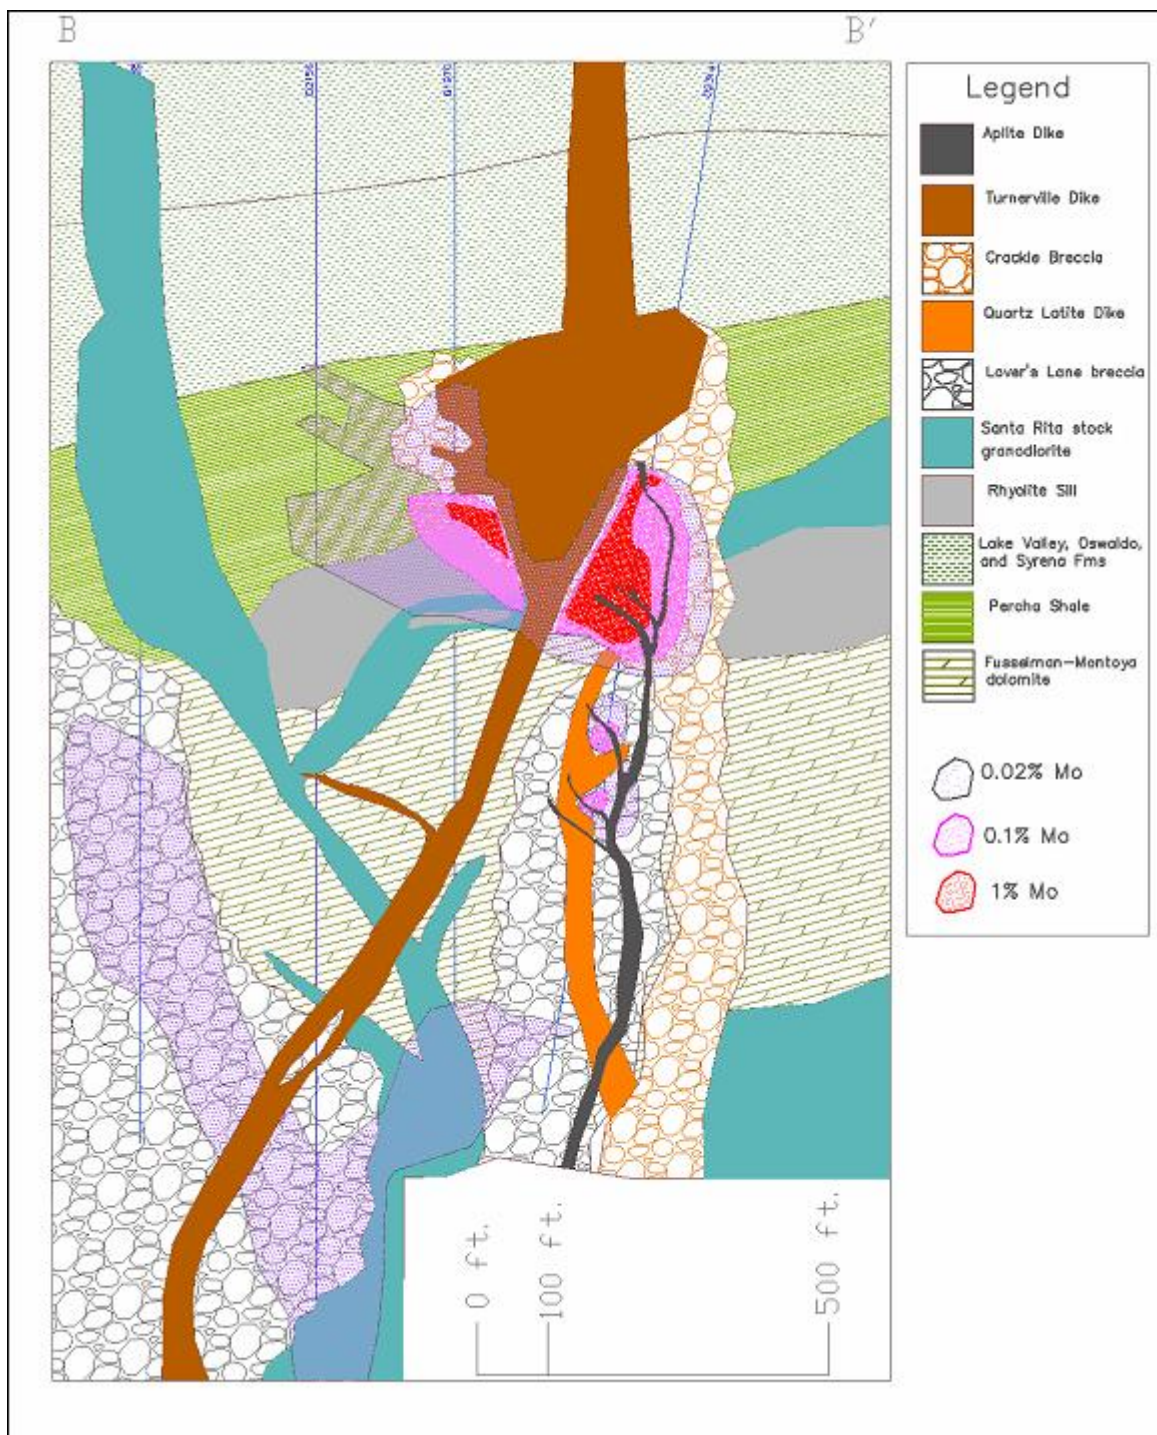 B
B'
Legend
Aplite Dike
Turnerville Dike
Crackle Breccia
Quartz Latite Dike
Lover's Lane breccia
Santa Rita stock
granodiorite
Rhyolite Sill
Lake Valley, Oswaldo,
and Syrena Fms
Percha Shale
Fusselman-Montoya
dolomite
0.02% Mo
0.1% Mo
1% Mo
0 ft.
100 ft.
500 ft.